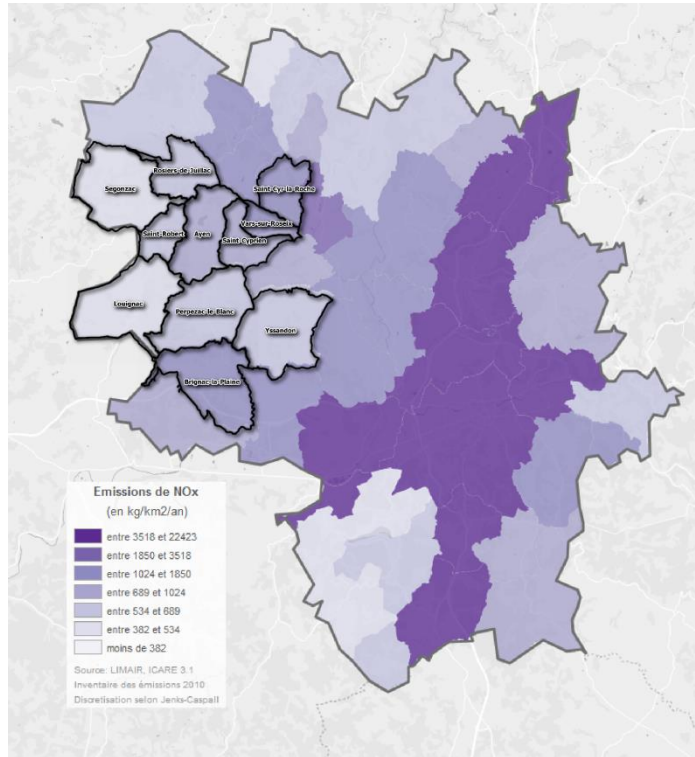 Rosiers-de-Juillac
Segonzac
Saint-Cyr-la-Roche
Vars-sur-Roseix
Saint-Robert
Ayen
Saint-Cyprien
Louignac
Perpezac-le-Blanc
Yssandon
Brignac-la-Plaine
Emissions de NOx
(en kg/km2/an)
entre 3518 et 22423
entre 1850 et 3518
entre 1024 et 1850
entre 689 et 1024
entre 534 et 689
entre 382 et 534
moins de 382
Source: LIMAIR, ICARE 3.1
Inventaire des émissions 2010
Discretisation selon Jenks-Caspall